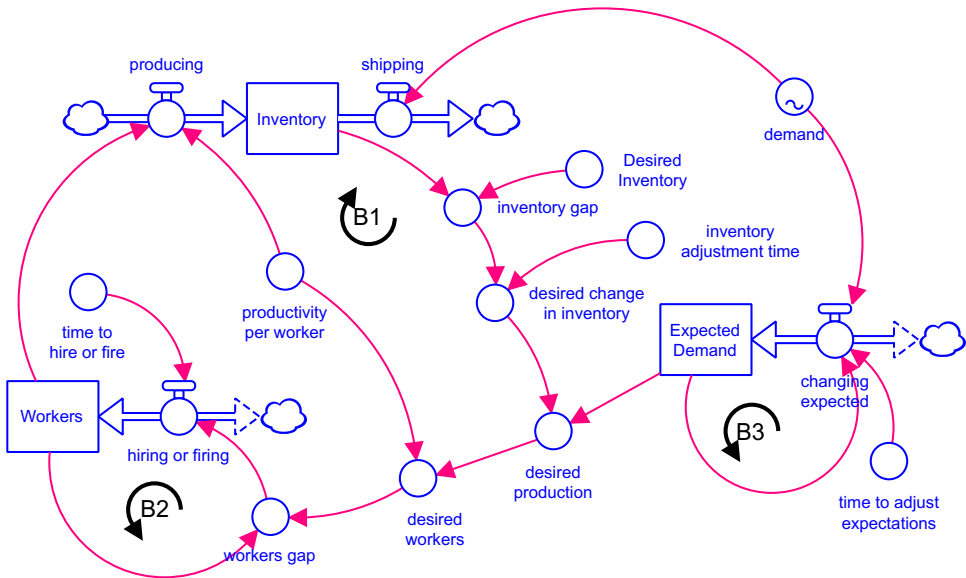 producing
shipping
Inventory
demand
Desired
Inventory
inventory gap
B1
inventory
adjustment time
desired change
in inventory
productivity
per worker
time to
hire or fire
Expected
Demand
changing
expected
Workers
hiring or firing
B3
B2
desired
production
desired
workers
workers gap
time to adjust
expectations